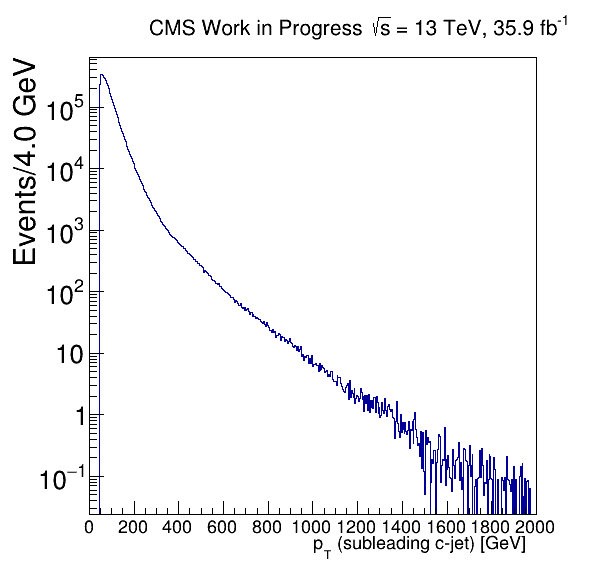 CMS Work in Progress √s = 13 TeV, 35.9 fb⁻¹
Events/4.0 GeV
10⁵
10⁴
10³
10²
10
1
10⁻¹
0 200 400 600 800 1000 1200 1400 1600 1800 2000
p_T (subleading c-jet) [GeV]